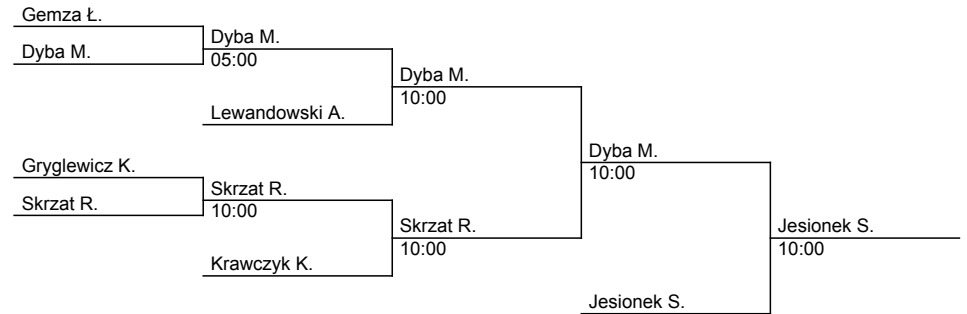 Gemza Ł.
Dyba M.
Dyba M.
05:00
Lewandowski A.
Dyba M.
10:00
Gryglewicz K.
Skrzat R.
Skrzat R.
10:00
Krawczyk K.
Skrzat R.
10:00
Dyba M.
10:00
Jesionek S.
Jesionek S.
10:00